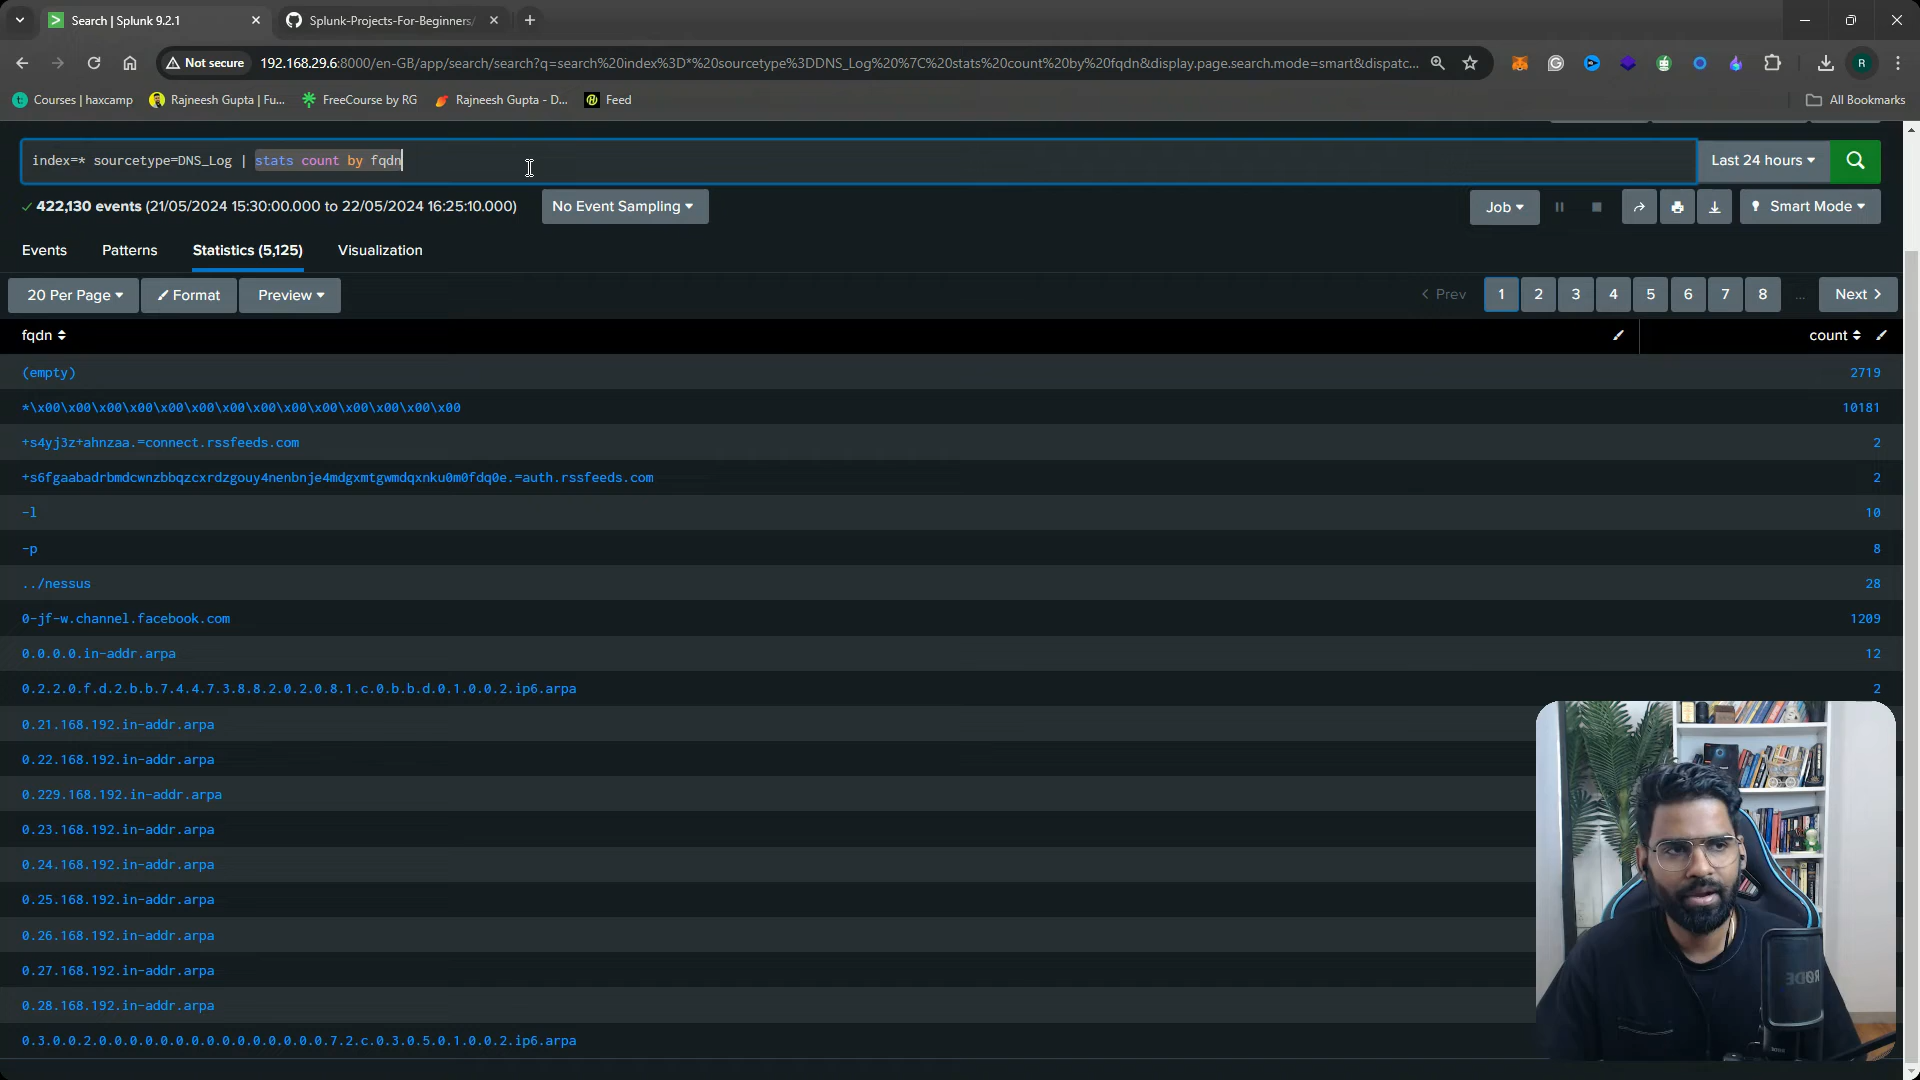 Search | Splunk 9.2.1
Splunk-Projects-For-Beginners/
Not secure
192.168.29.6:8000/en-GB/app/search/search?q=search%20index%3D*%20sourcetype%3DDNS_Log%20%7C%20stats%20count%20by%20fqdn&display.page.search.mode=smart&dispatc...
R
Courses | haxcamp
Rajneesh Gupta | Fu...
FreeCourse by RG
Rajneesh Gupta - D...
Feed
All Bookmarks
index=* sourcetype=DNS_Log | stats count by fqdn
Last 24 hours
422,130 events (21/05/2024 15:30:00.000 to 22/05/2024 16:25:10.000)
No Event Sampling
Job
Smart Mode
Events
Patterns
Statistics (5,125)
Visualization
20 Per Page
Format
Preview
< Prev
1
2
3
4
5
6
7
8
...
Next >
fqdn
count
(empty) 2719
*\x00\x00\x00\x00\x00\x00\x00\x00\x00\x00\x00\x00\x00\x00 10181
+s4yj3z+ahnzaa.=connect.rssfeeds.com 2
+s6fgaabadrbmdcwnzbbqzcxrdzgouy4nenbnje4mdgxmtgwmdqxnku0m0fdq0e.=auth.rssfeeds.com 2
-l 10
-p 8
../nessus 28
0-jf-w.channel.facebook.com 1209
0.0.0.0.in-addr.arpa 12
0.2.2.0.f.d.2.b.b.7.4.4.7.3.8.8.2.0.2.0.8.1.c.0.b.b.d.0.1.0.0.2.ip6.arpa 2
0.21.168.192.in-addr.arpa
0.22.168.192.in-addr.arpa
0.229.168.192.in-addr.arpa
0.23.168.192.in-addr.arpa
0.24.168.192.in-addr.arpa
0.25.168.192.in-addr.arpa
0.26.168.192.in-addr.arpa
0.27.168.192.in-addr.arpa
0.28.168.192.in-addr.arpa
0.3.0.0.2.0.0.0.0.0.0.0.0.0.0.0.0.0.0.0.7.2.c.0.3.0.5.0.1.0.0.2.ip6.arpa
RØDE